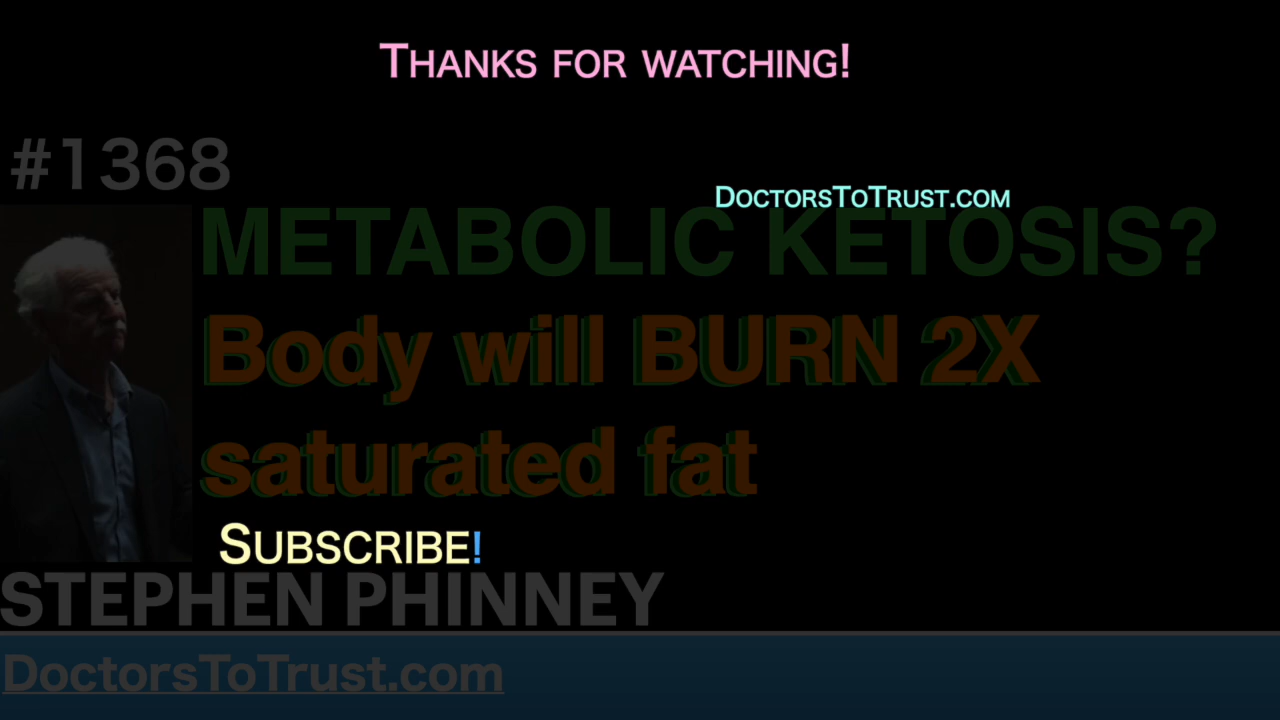 THANKS FOR WATCHING!
#1368
DOCTORSTOTRUST.COM
METABOLIC KETOSIS?
Body will BURN 2X
saturated fat
SUBSCRIBE!
STEPHEN PHINNEY
DoctorsToTrust.com